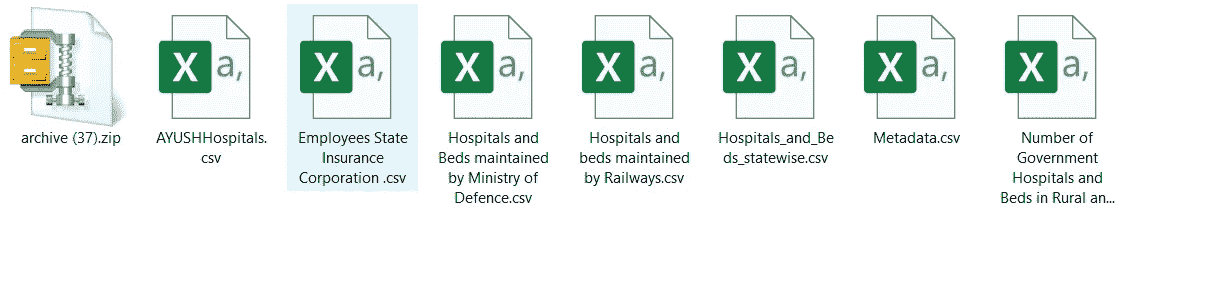 archive (37).zip
AYUSHHospitals.
csv
Employees State
Insurance
Corporation .csv
Hospitals and
Beds maintained
by Ministry of
Defence.csv
Hospitals and
beds maintained
by Railways.csv
Hospitals_and_Be
ds_statewise.csv
Metadata.csv
Number of
Government
Hospitals and
Beds in Rural an...